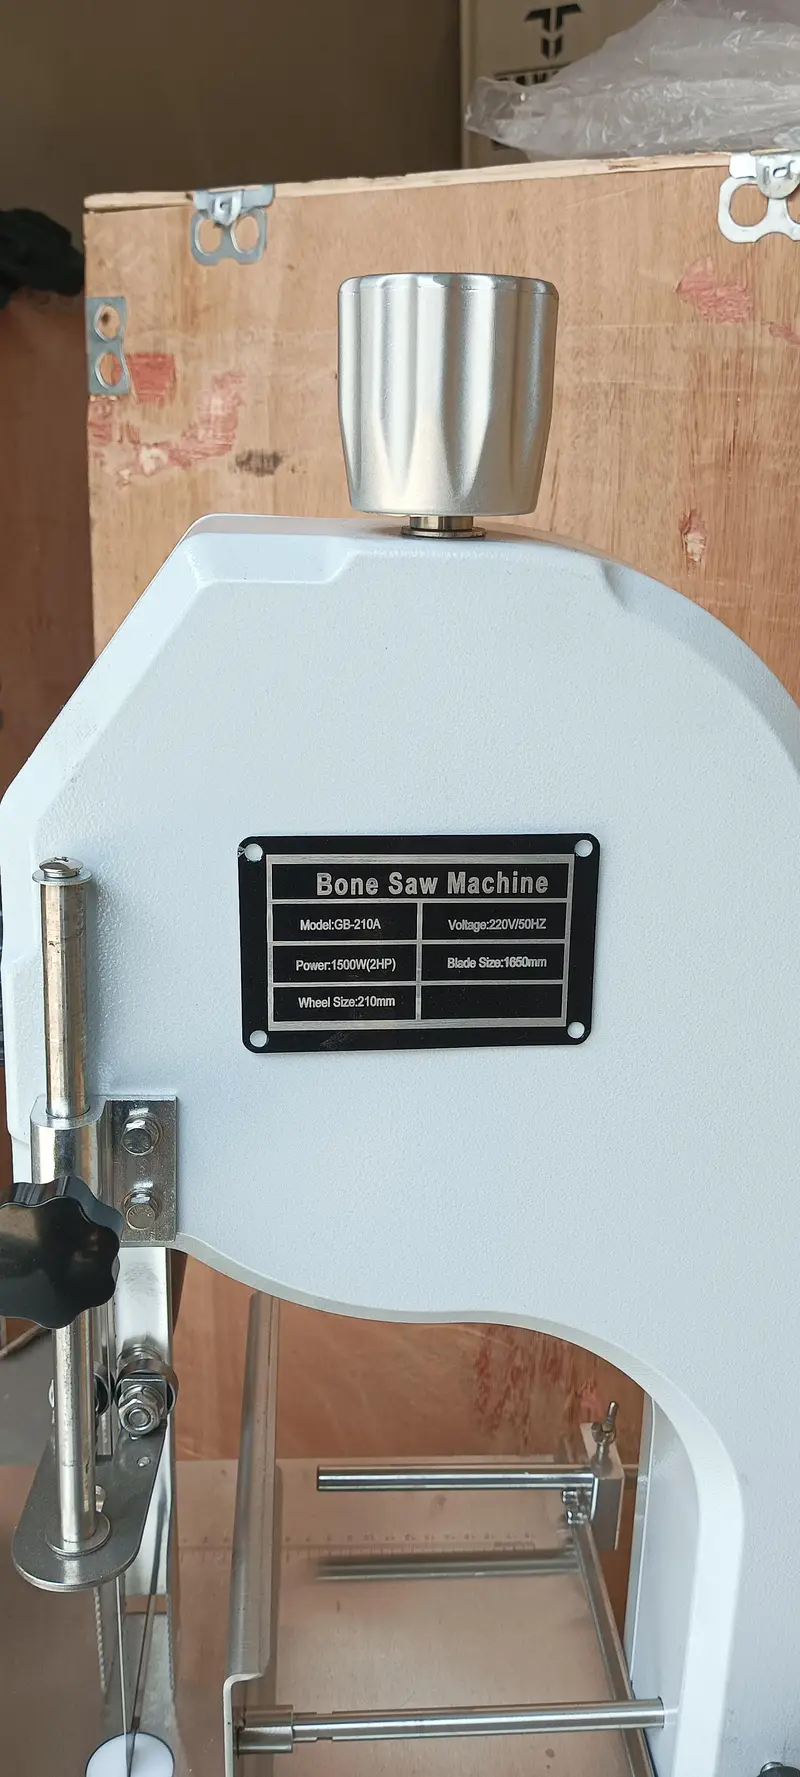 Bone Saw Machine
Model:GB-210A
Voltage:220V/50HZ
Power:1500W(2HP)
Blade Size:1650mm
Wheel Size:210mm